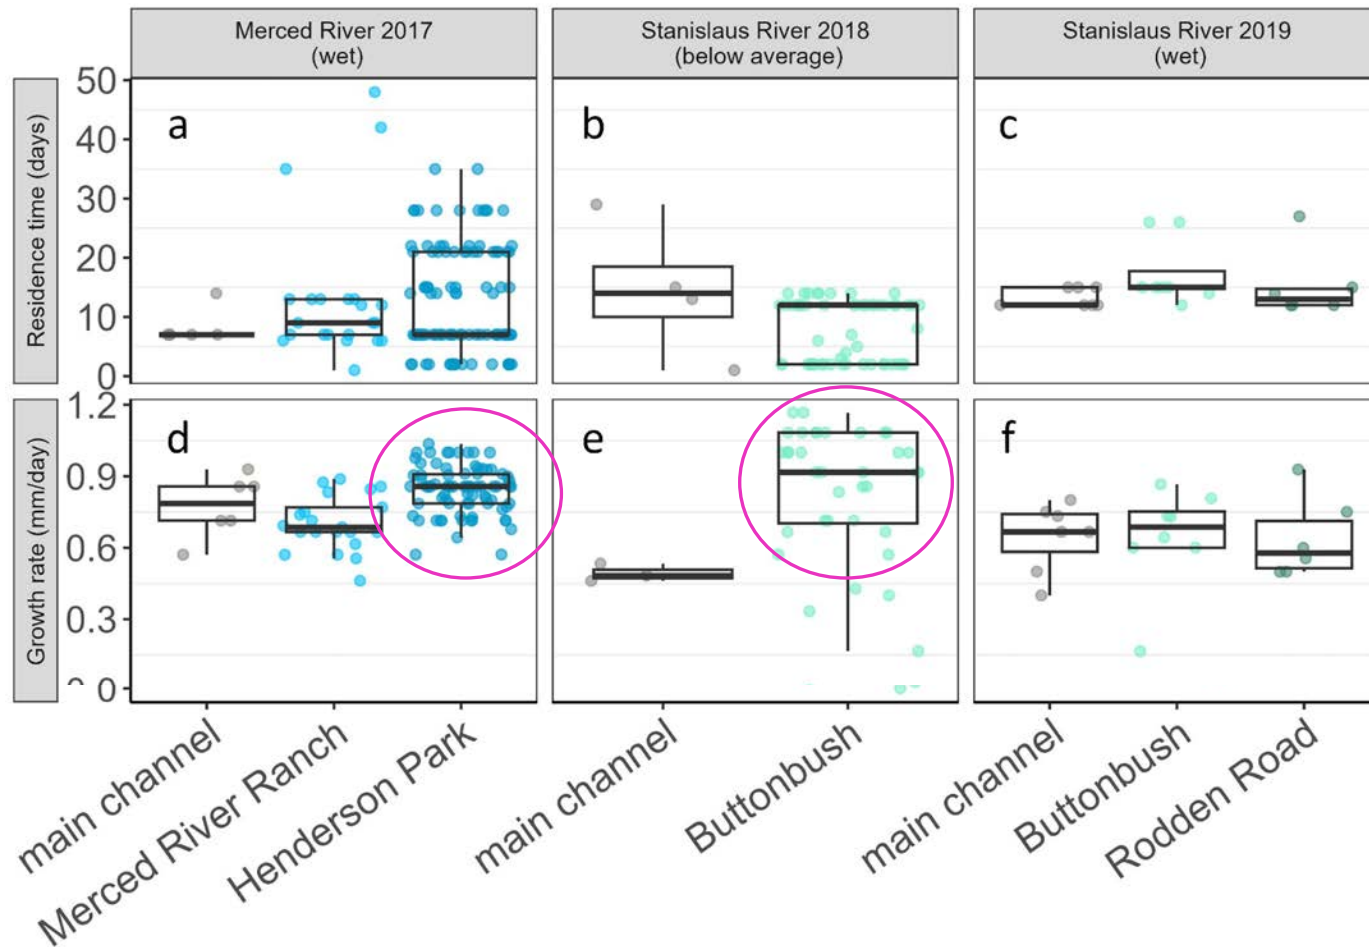 Merced River 2017
(wet)
Stanislaus River 2018
(below average)
Stanislaus River 2019
(wet)
Residence time (days)
50
40
30
20
10
0
a
b
c
Growth rate (mm/day)
1.2
0.9
0.6
0.3
0
d
e
f
main channel
Merced River Ranch
Henderson Park
main channel
Buttonbush
main channel
Buttonbush
Rodden Road